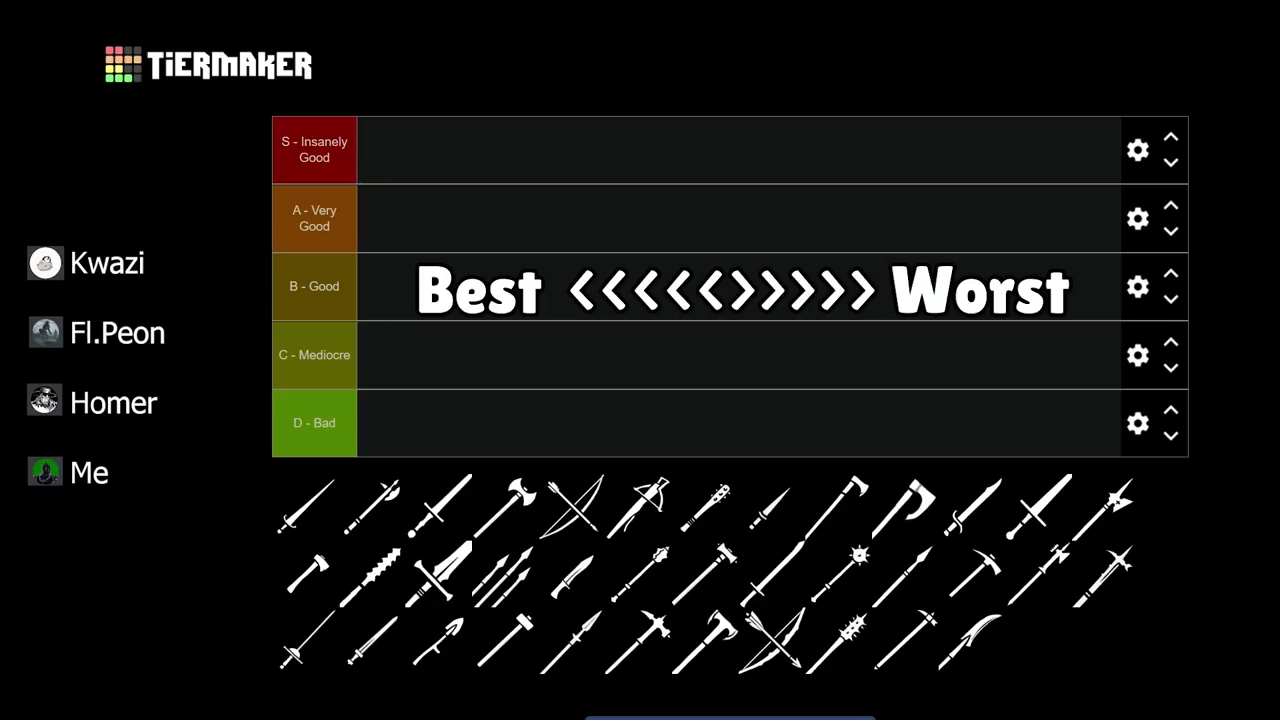 TiERMAKER
S - Insanely
Good
A - Very
Good
B - Good
C - Mediocre
D - Bad
Best <<<<<>>>>> Worst
Kwazi
Fl.Peon
Homer
Me